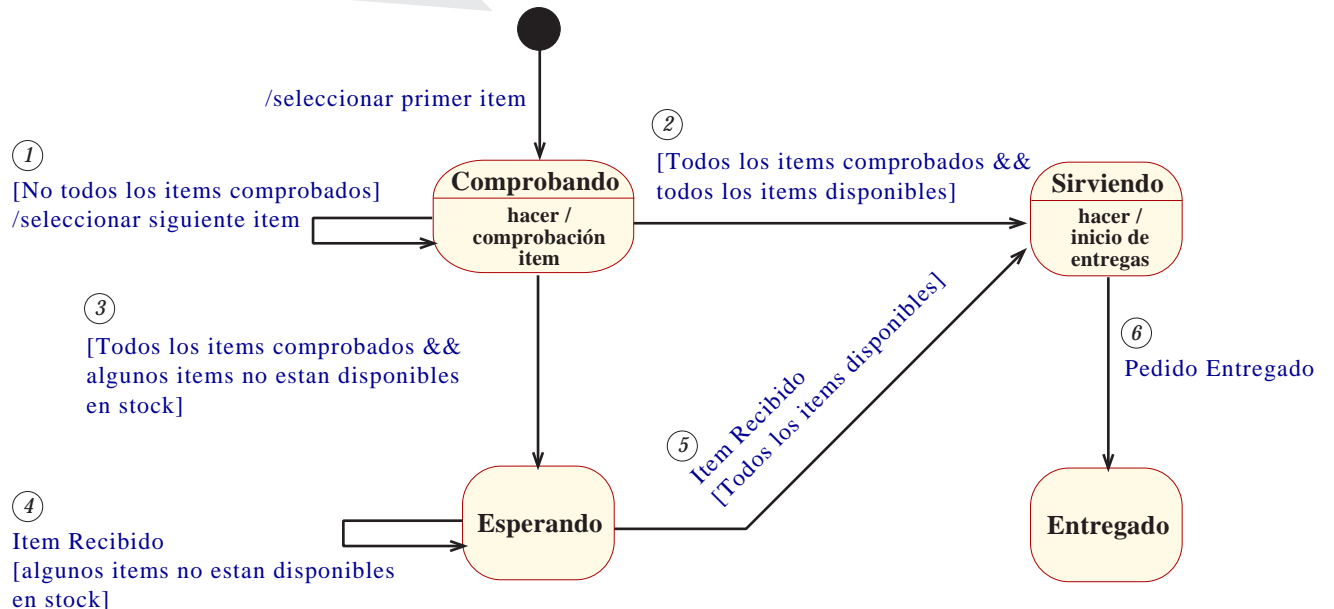 /seleccionar primer item
1
[No todos los items comprobados]
/seleccionar siguiente item
Comprobando
hacer /
comprobación
item
2
[Todos los items comprobados &&
todos los items disponibles]
Sirviendo
hacer /
inicio de
entregas
3
[Todos los items comprobados &&
algunos items no estan disponibles
en stock]
6
Pedido Entregado
5
Item Recibido
[Todos los items disponibles]
4
Item Recibido
[algunos items no estan disponibles
en stock]
Esperando
Entregado